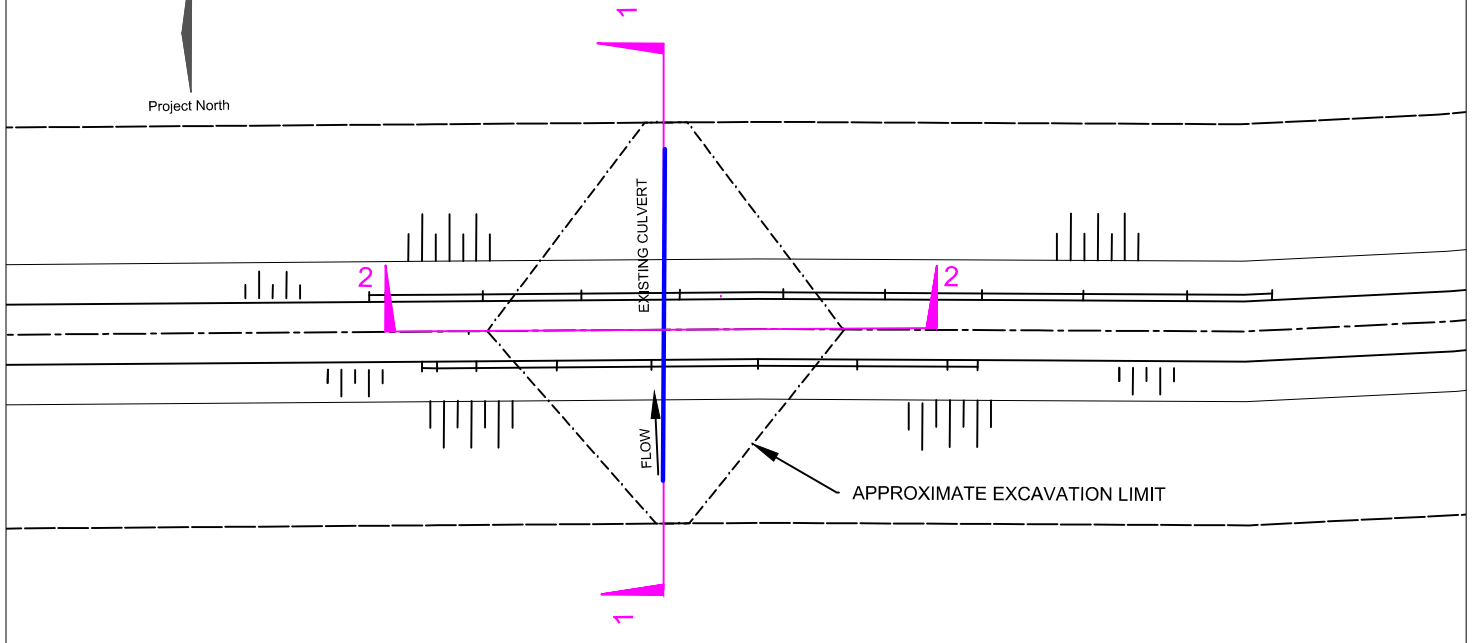 1
Project North
EXISTING CULVERT
2
2
FLOW
APPROXIMATE EXCAVATION LIMIT
1